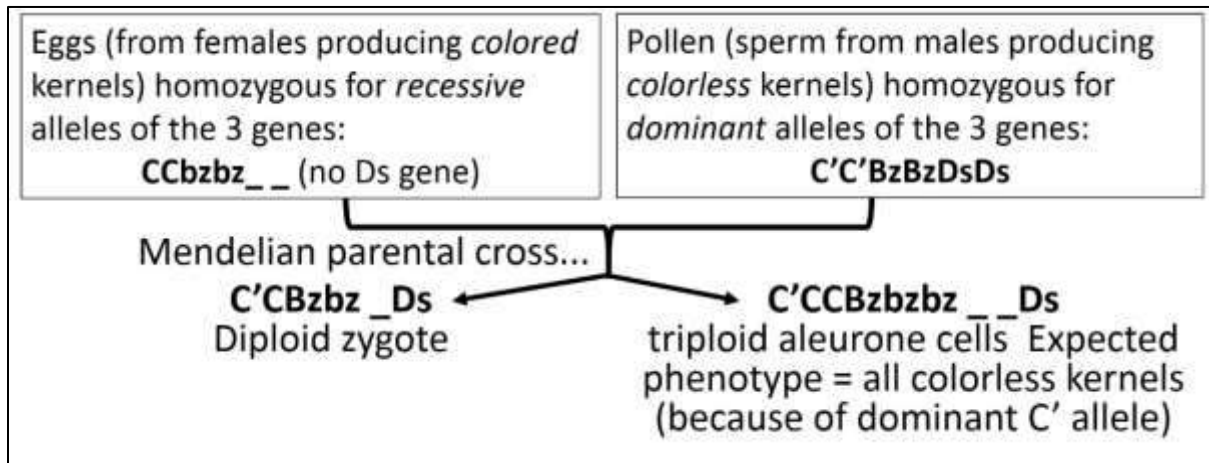 Eggs (from females producing colored
kernels) homozygous for recessive
alleles of the 3 genes:
CCbzbz_ _ (no Ds gene)
Pollen (sperm from males producing
colorless kernels) homozygous for
dominant alleles of the 3 genes:
C’C’BzBzDsDs
Mendelian parental cross...
C’CBzbz _Ds
Diploid zygote
C’CCBzbzbz _ _Ds
triploid aleurone cells Expected
phenotype = all colorless kernels
(because of dominant C’ allele)